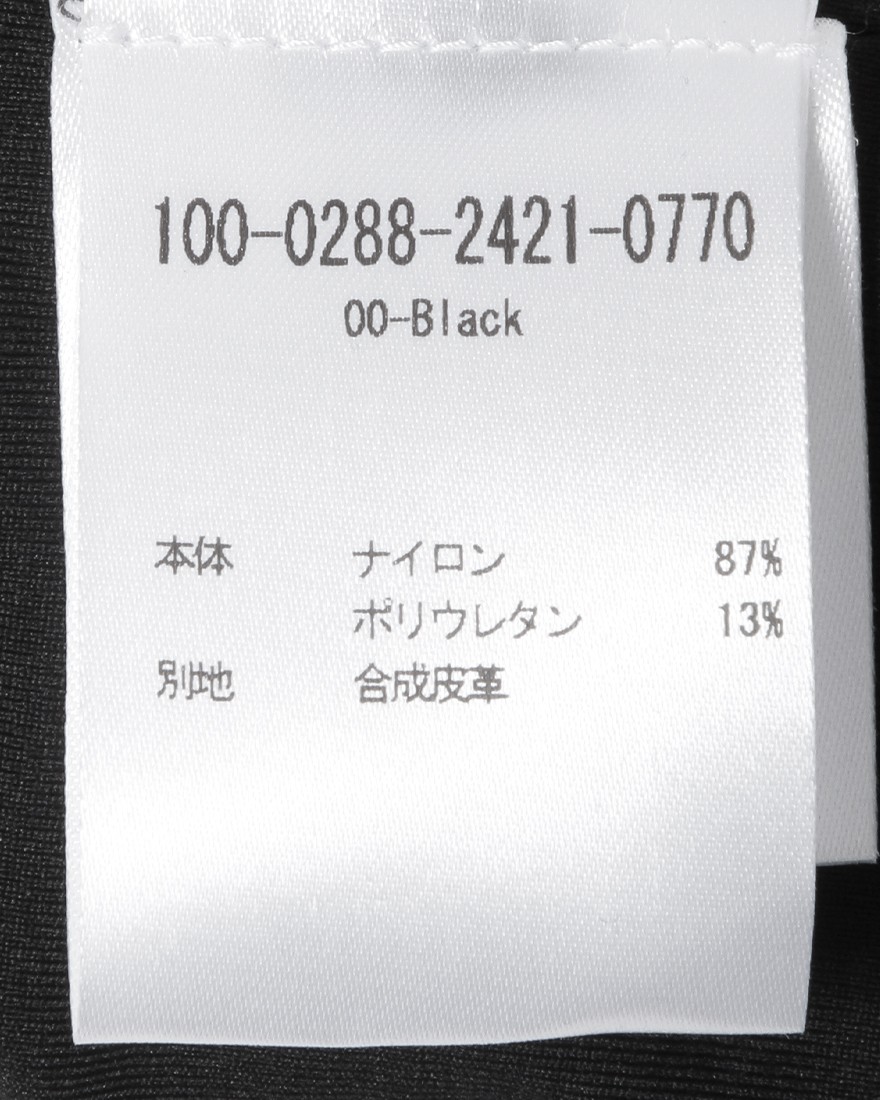 100-0288-2421-0770
00-Black
本体 ナイロン 87%
ポリウレタン 13%
別地 合成皮革